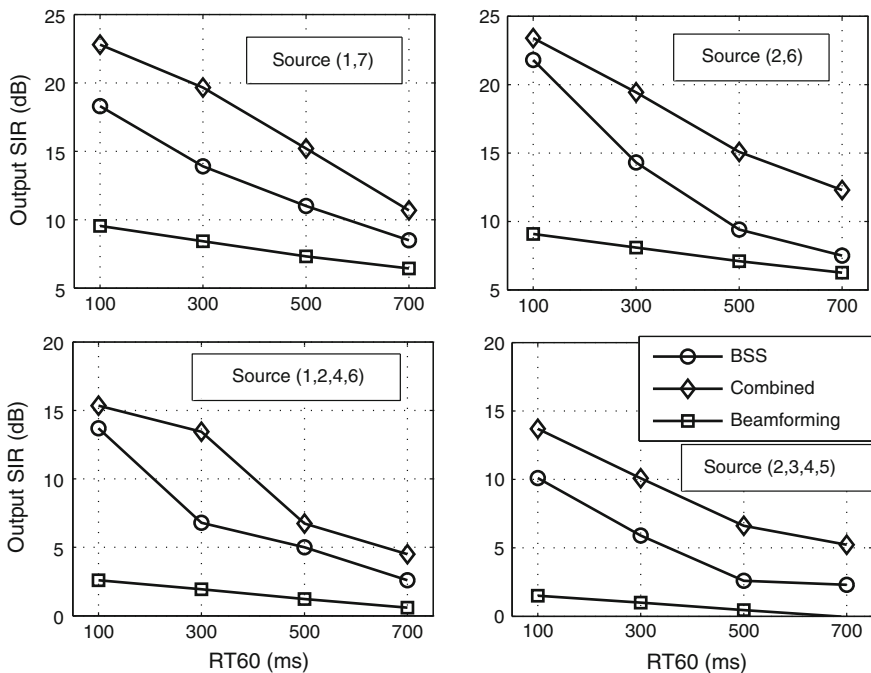 25
20
15
10
5
Output SIR (dB)
Source (1,7)
100 300 500 700
25
20
15
10
5
Source (2,6)
100 300 500 700
20
15
10
5
0
Output SIR (dB)
Source (1,2,4,6)
100 300 500 700
RT60 (ms)
20
15
10
5
0
BSS
Combined
Beamforming
Source (2,3,4,5)
100 300 500 700
RT60 (ms)